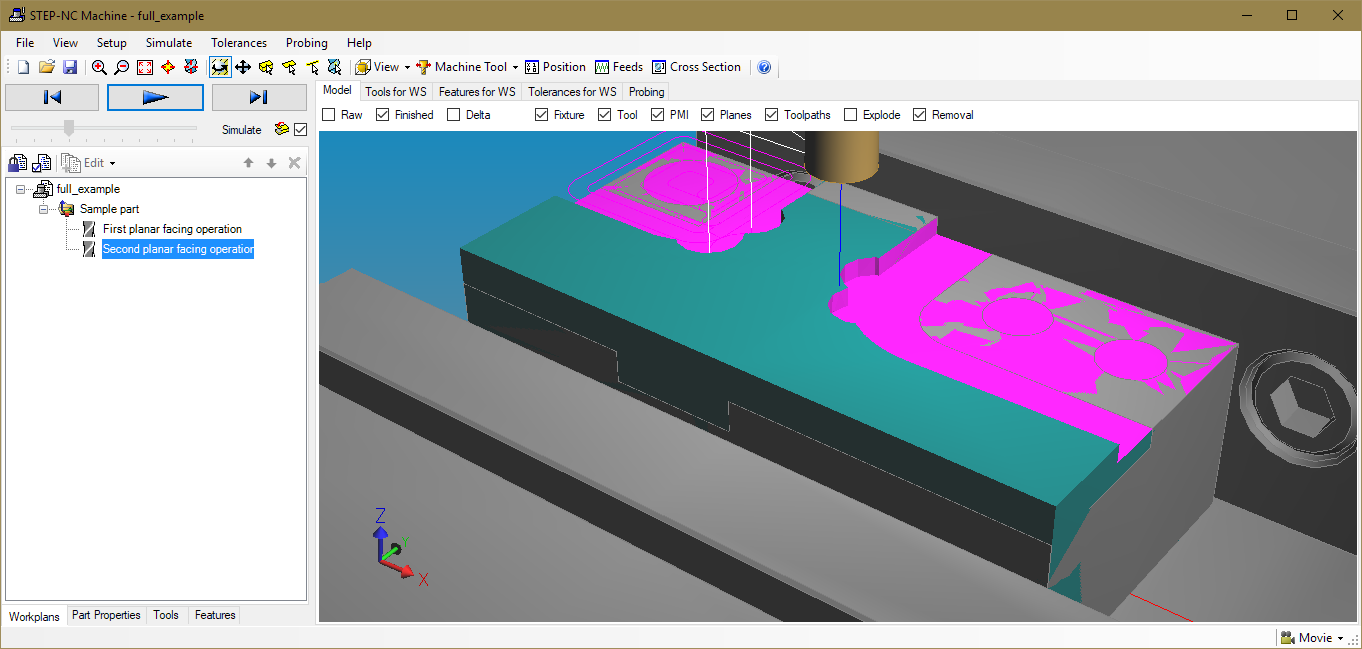 STEP-NC Machine - full_example
File View Setup Simulate Tolerances Probing Help
View Machine Tool Position Feeds Cross Section
Model Tools for WS Features for WS Tolerances for WS Probing
Raw Finished Delta Fixture Tool PMI Planes Toolpaths Explode Removal
Simulate
Edit
full_example
Sample part
First planar facing operation
Second planar facing operation
Z
X
Workplans Part Properties Tools Features
Movie